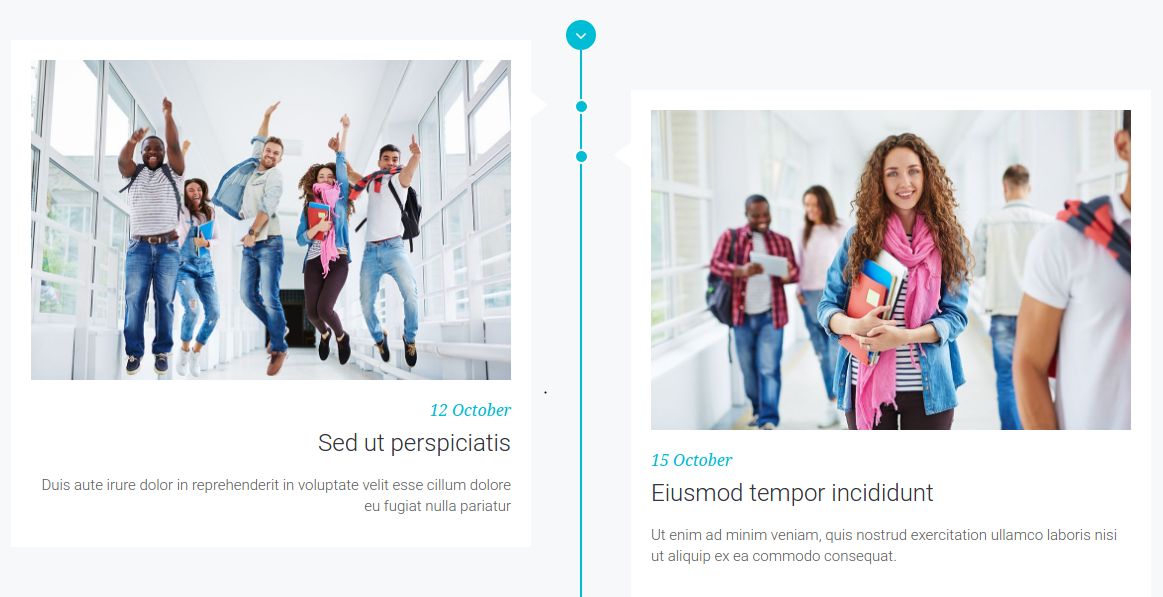 12 October
Sed ut perspiciatis
Duis aute irure dolor in reprehenderit in voluptate velit esse cillum dolore
eu fugiat nulla pariatur
15 October
Eiusmod tempor incididunt
Ut enim ad minim veniam, quis nostrud exercitation ullamco laboris nisi
ut aliquip ex ea commodo consequat.